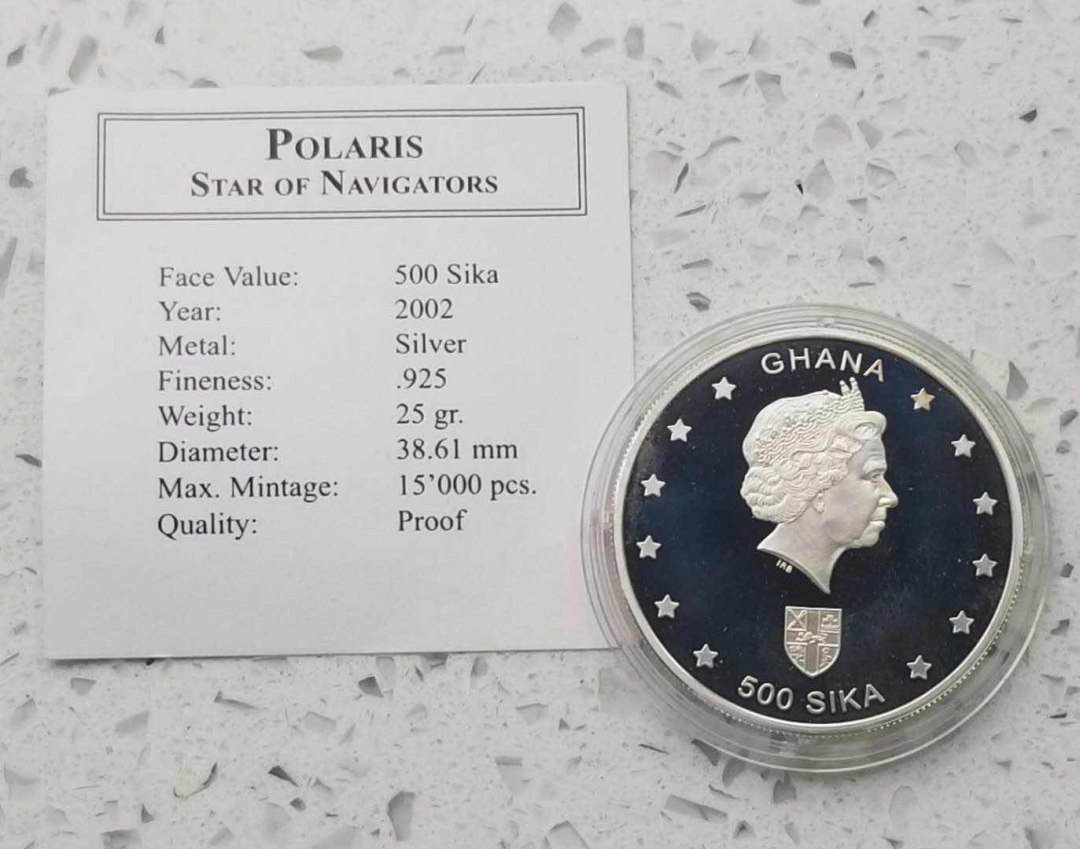 POLARIS
STAR OF NAVIGATORS
Face Value: 500 Sika
Year: 2002
Metal: Silver
Fineness: .925
Weight: 25 gr.
Diameter: 38.61 mm
Max. Mintage: 15'000 pcs.
Quality: Proof
GHANA
IRB
500 SIKA